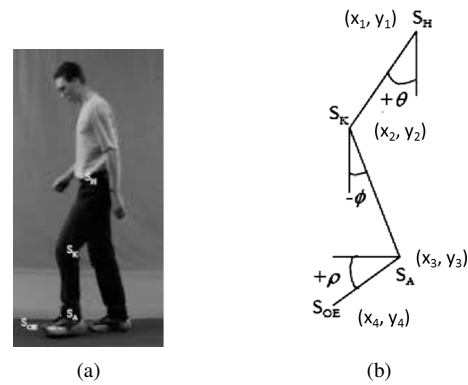 S_H
S_K
S_A
S_OE
(a)
(x₁, y₁)
S_H
+θ
S_K
(x₂, y₂)
-ϕ
(x₃, y₃)
+ρ
S_A
S_OE
(x₄, y₄)
(b)